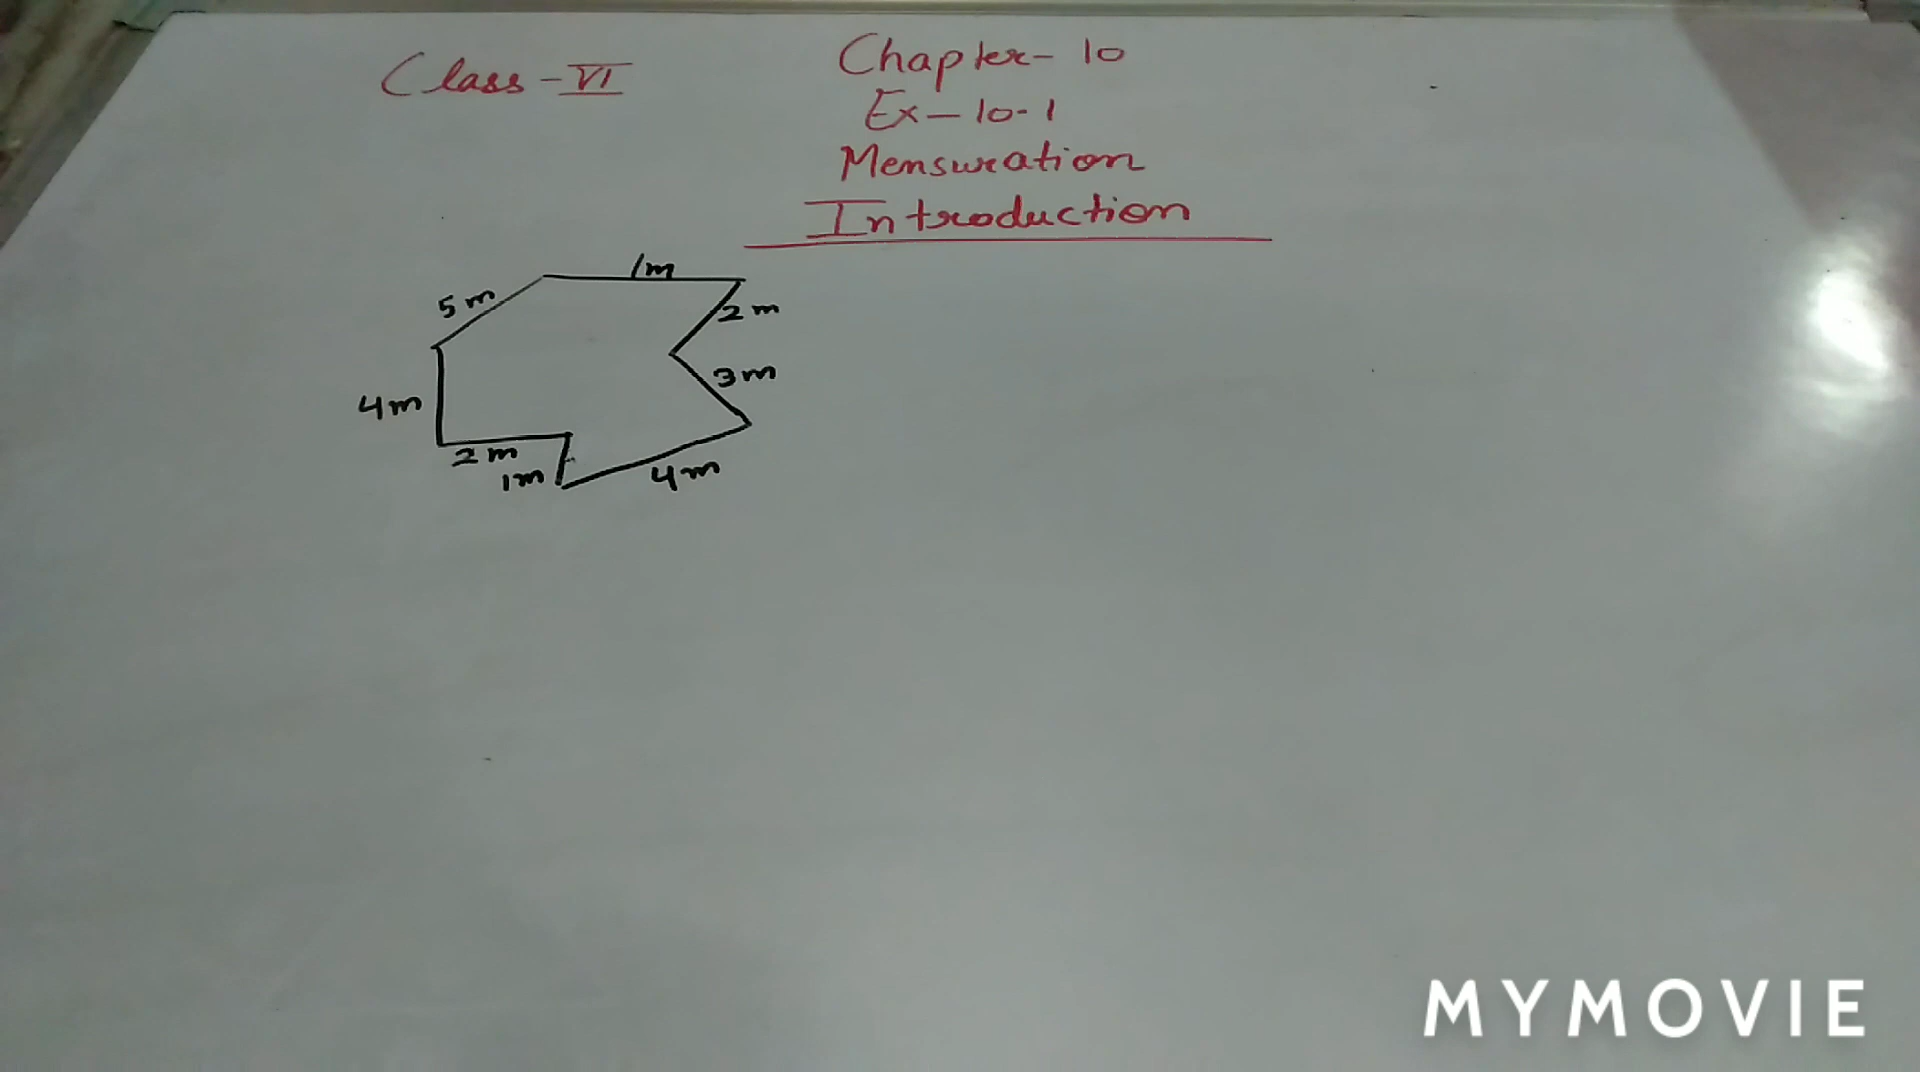 Class - VI
Chapter - 10
Ex - 10.1
Mensuration
Introduction
1m
5m
2m
3m
4m
2m
1m
4m
MYMOVIE